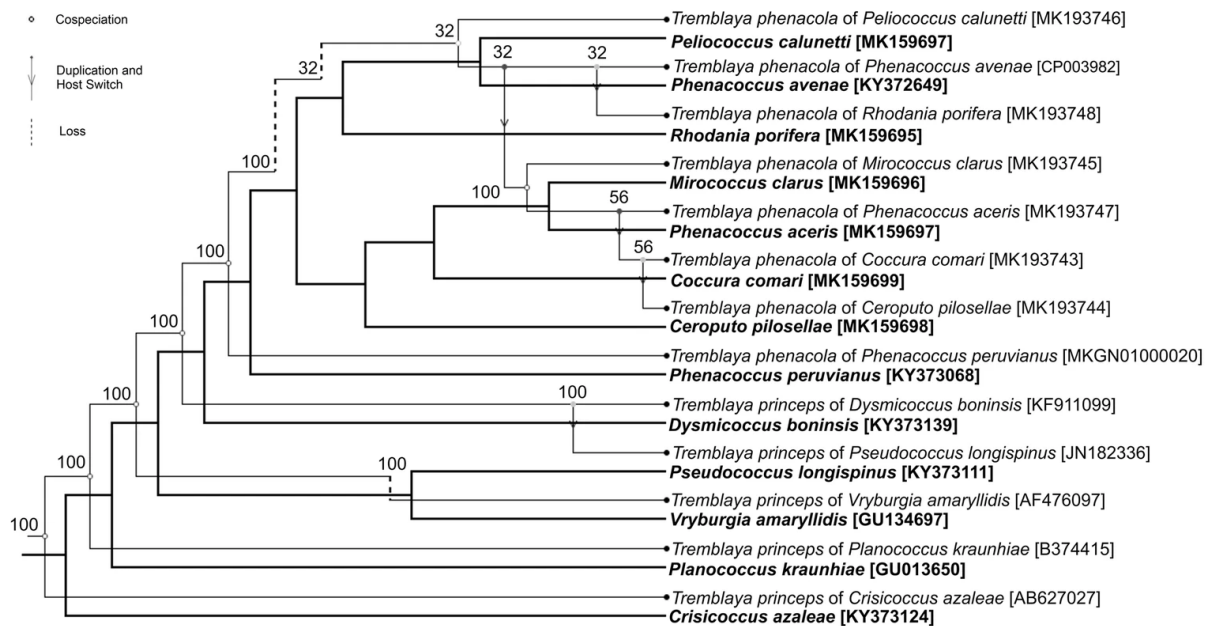 Cospeciation
Duplication and
Host Switch
Loss
32
Tremblaya phenacola of Peliococcus calunetti [MK193746]
Peliococcus calunetti [MK159697]
32
32
32
Tremblaya phenacola of Phenacoccus avenae [CP003982]
Phenacoccus avenae [KY372649]
Tremblaya phenacola of Rhodania porifera [MK193748]
Rhodania porifera [MK159695]
100
Tremblaya phenacola of Mirococcus clarus [MK193745]
Mirococcus clarus [MK159696]
100
56
Tremblaya phenacola of Phenacoccus aceris [MK193747]
Phenacoccus aceris [MK159697]
100
56
Tremblaya phenacola of Coccura comari [MK193743]
Coccura comari [MK159699]
Tremblaya phenacola of Ceroputo pilosellae [MK193744]
100
Ceroputo pilosellae [MK159698]
Tremblaya phenacola of Phenacoccus peruvianus [MKGN01000020]
Phenacoccus peruvianus [KY373068]
100
100
Tremblaya princeps of Dysmicoccus boninsis [KF911099]
Dysmicoccus boninsis [KY373139]
Tremblaya princeps of Pseudococcus longispinus [JN182336]
100
100
Pseudococcus longispinus [KY373111]
Tremblaya princeps of Vryburgia amaryllidis [AF476097]
Vryburgia amaryllidis [GU134697]
100
Tremblaya princeps of Planococcus kraunhiae [B374415]
Planococcus kraunhiae [GU013650]
Tremblaya princeps of Crisicoccus azaleae [AB627027]
Crisicoccus azaleae [KY373124]